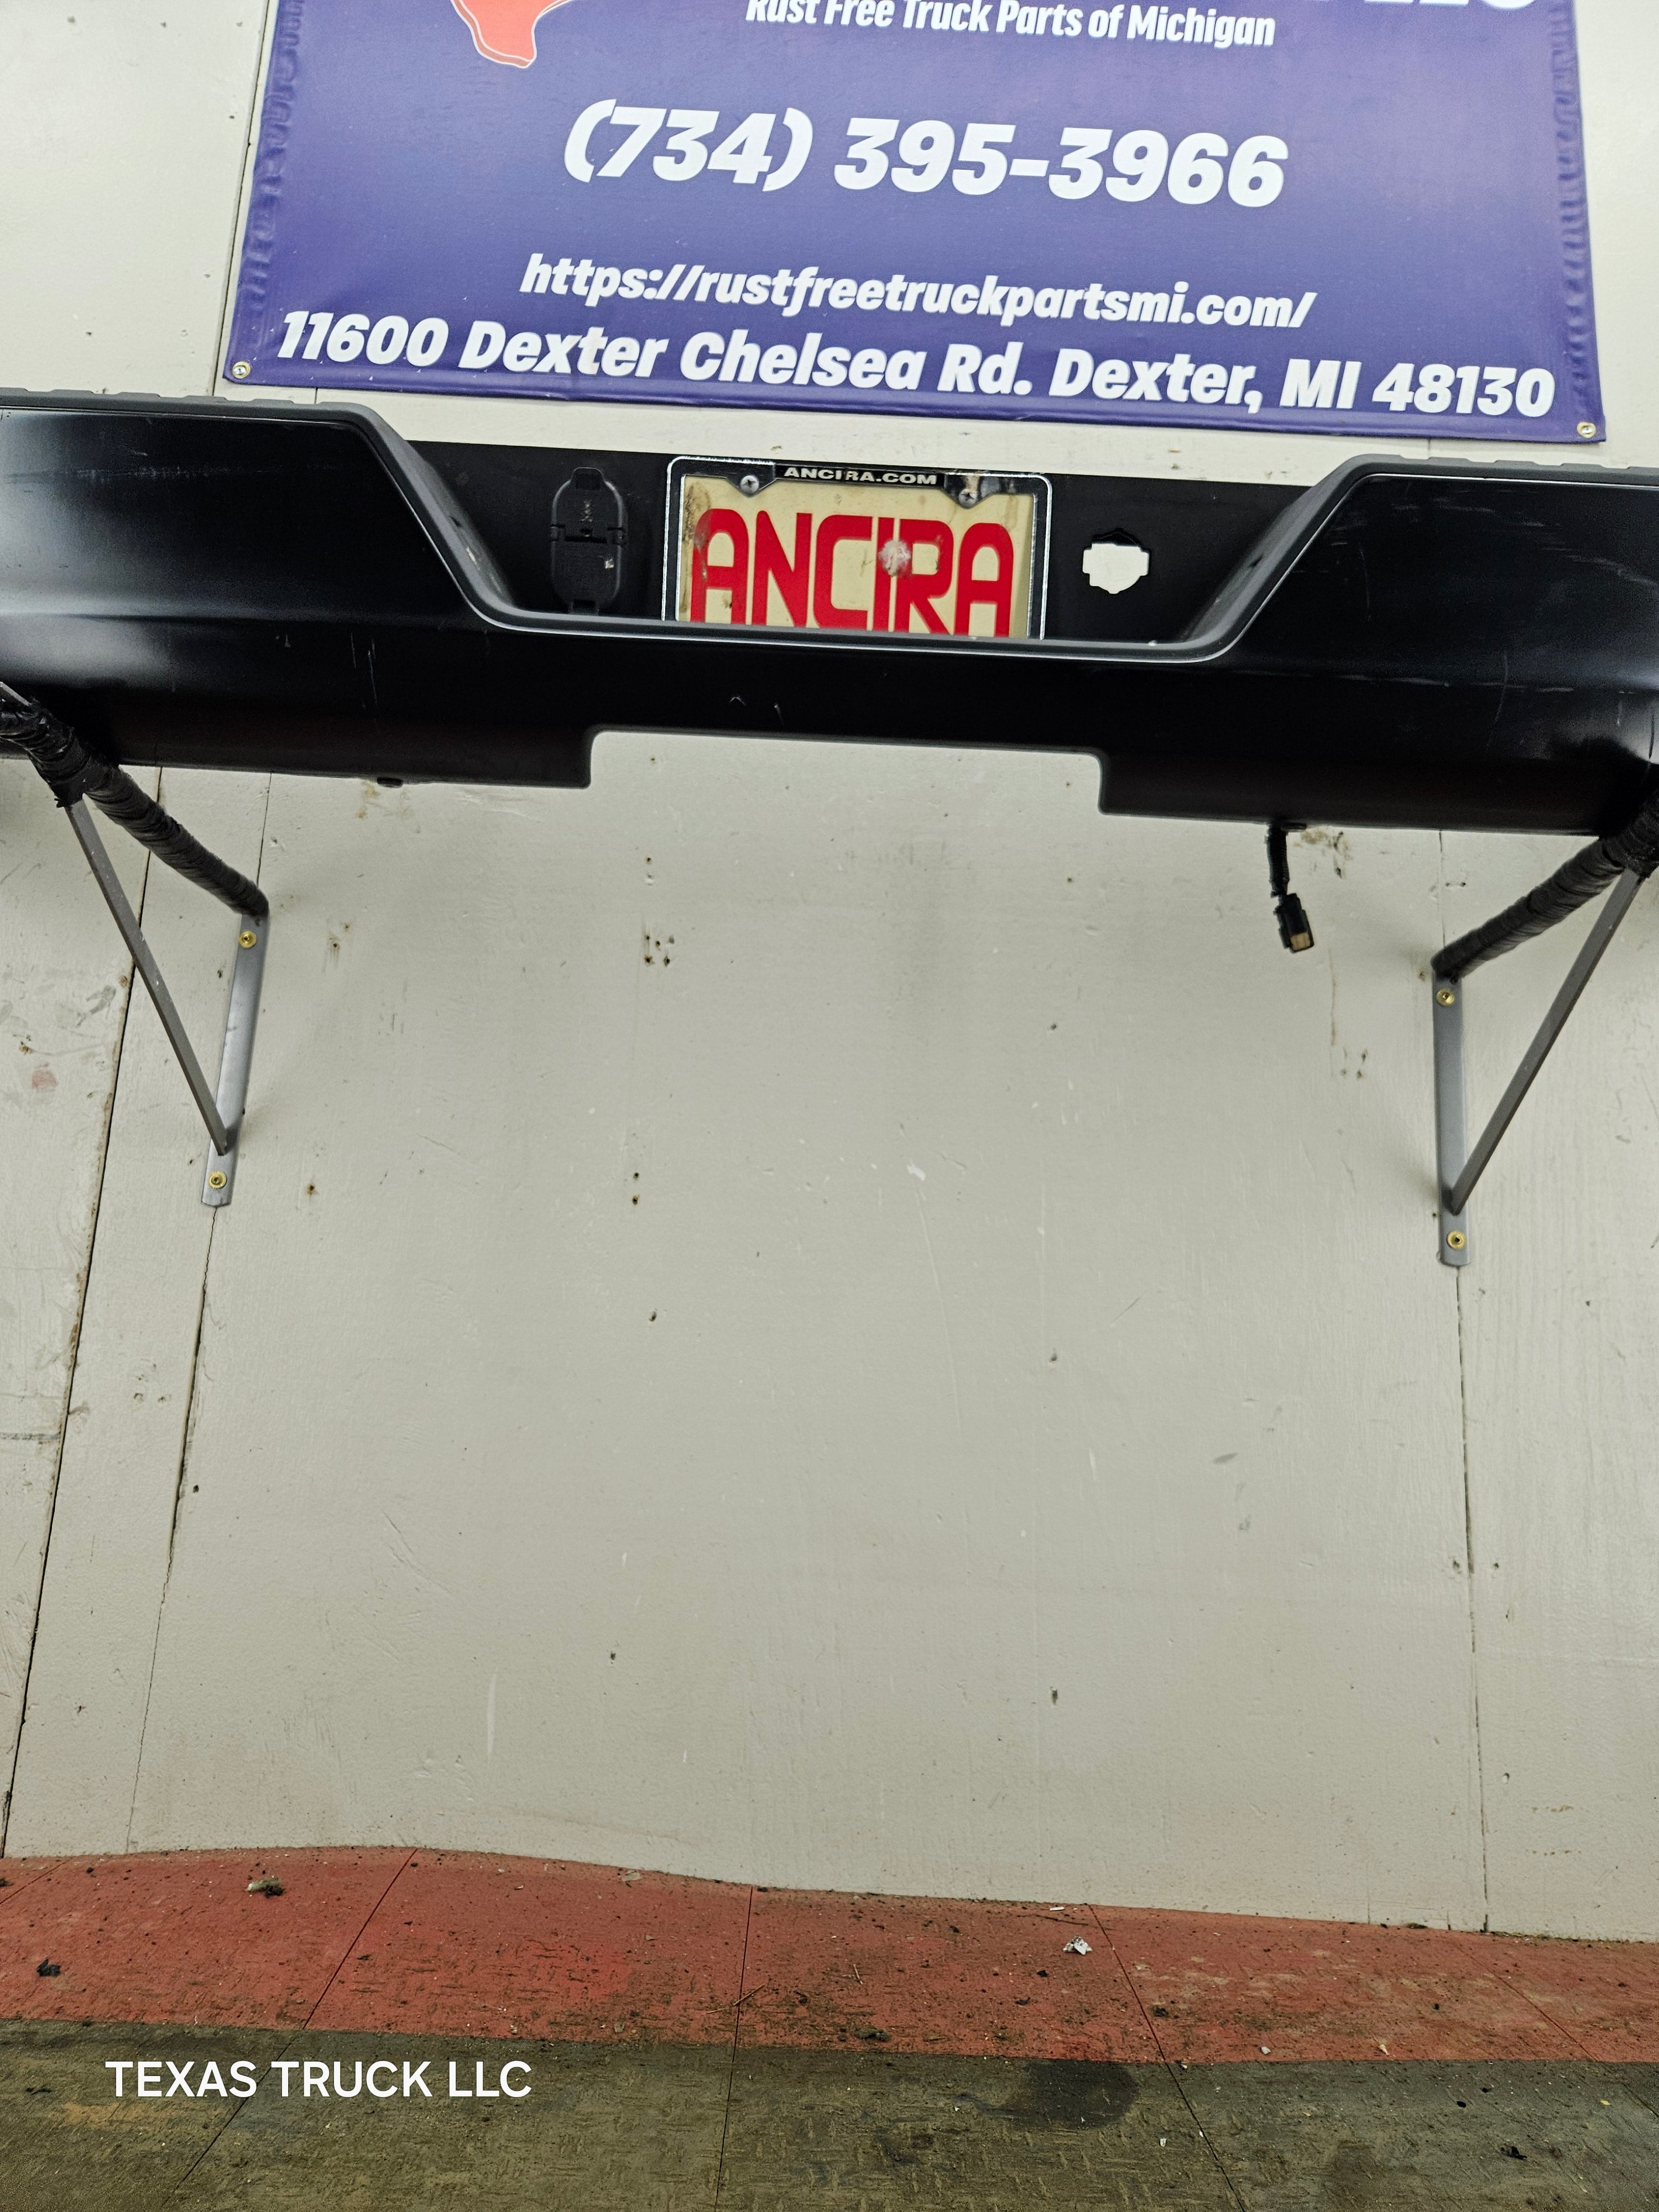 Rust Free Truck Parts of Michigan
(734) 395-3966
https://rustfreetruckpartsmi.com/
11600 Dexter Chelsea Rd. Dexter, MI 48130
ANCIRA.COM
ANCIRA
TEXAS TRUCK LLC